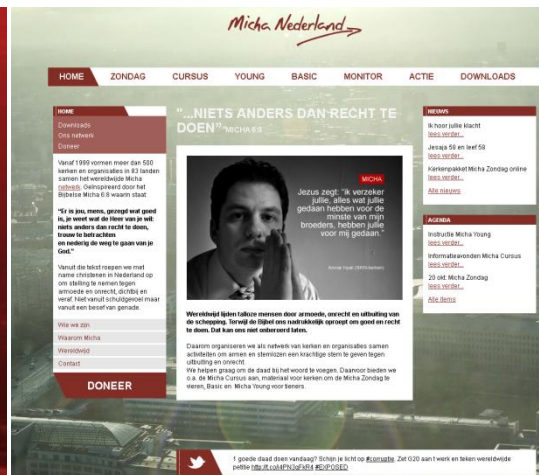 Micha Nederland
HOME ZONDAG CURSUS YOUNG BASIC MONITOR ACTIE DOWNLOADS
HOME
Downloads
Ons netwerk
Doneer
Vanaf 1999 vormen meer dan 500
kerken en organisaties in 83 landen
samen het wereldwijde Micha
netwerk. Geïnspireerd door het
Bijbelse Micha 6:8 waarin staat
"Er is jou, mens, gezegd wat goed
is, je weet wat de Heer van je wil:
niets anders dan recht te doen,
trouw te betrachten
en nederig de weg te gaan van je
God."
Vanuit die tekst roepen we met
name christenen in Nederland op
om stelling te nemen tegen
armoede en onrecht, dichtbij en
veraf. Niet vanuit schuldgevoel maar
vanuit een besef van genade.
Wie we zijn
Waarom Micha
Wereldwijd
Contact
DONEER
"...NIETS ANDERS DAN RECHT TE
DOEN" MICHA 6:8
MICHA
Jezus zegt: "ik verzeker
jullie, alles wat jullie
gedaan hebben voor de
minste van mijn
broeders, hebben jullie
voor mij gedaan."
Wereldwijd lijden talloze mensen door armoede, onrecht en uitbuiting van
de schepping. Terwijl de Bijbel ons nadrukkelijk oproept om goed en recht
te doen. Dat kan ons niet onberoerd laten.
Daarom organiseren we als netwerk van kerken en organisaties samen
activiteiten om armen en stemlozen een krachtige stem te geven tegen
uitbuiting en onrecht.
We helpen graag om de daad bij het woord te voegen. Daarvoor bieden we
o.a. de Micha Cursus aan, materiaal voor kerken om de Micha Zondag te
vieren, Basic en Micha Young voor tieners.
NIEUWS
Ik hoor jullie klacht
lees verder...
Jesaja 58 en leef 58
lees verder...
Kerkenpakket Micha Zondag online
lees verder...
Alle nieuws
AGENDA
Instructie Micha Young
lees verder...
Informatieavonden Micha Cursus
lees verder...
20 okt: Micha Zondag
lees verder...
Alle items
1 goede daad doen vandaag? Schijn je licht op #corruptie. Zet G20 aan t werk en teken wereldwijde
petitie http://t.co/i4PN3gFkR4 #EXPOSED